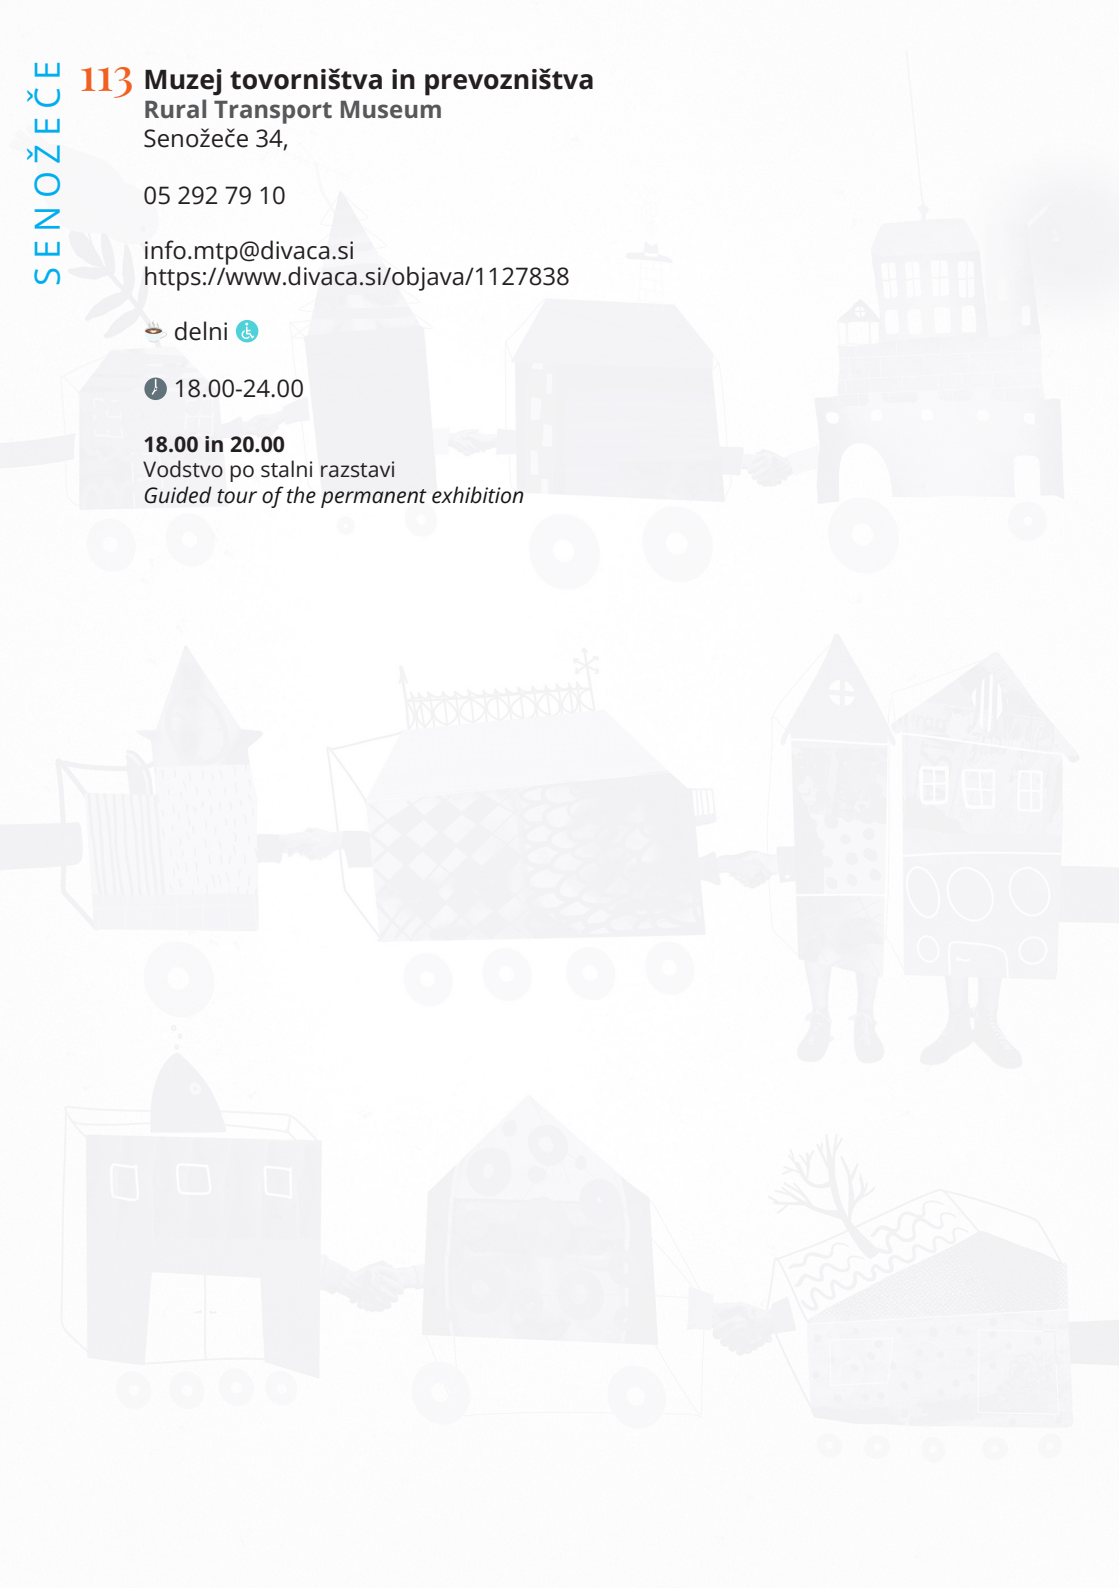 SENOŽEČE
113 Muzej tovorništva in prevozništva
Rural Transport Museum
Senožeče 34,
05 292 79 10
info.mtp@divaca.si
https://www.divaca.si/objava/1127838
delni
18.00-24.00
18.00 in 20.00
Vodstvo po stalni razstavi
Guided tour of the permanent exhibition